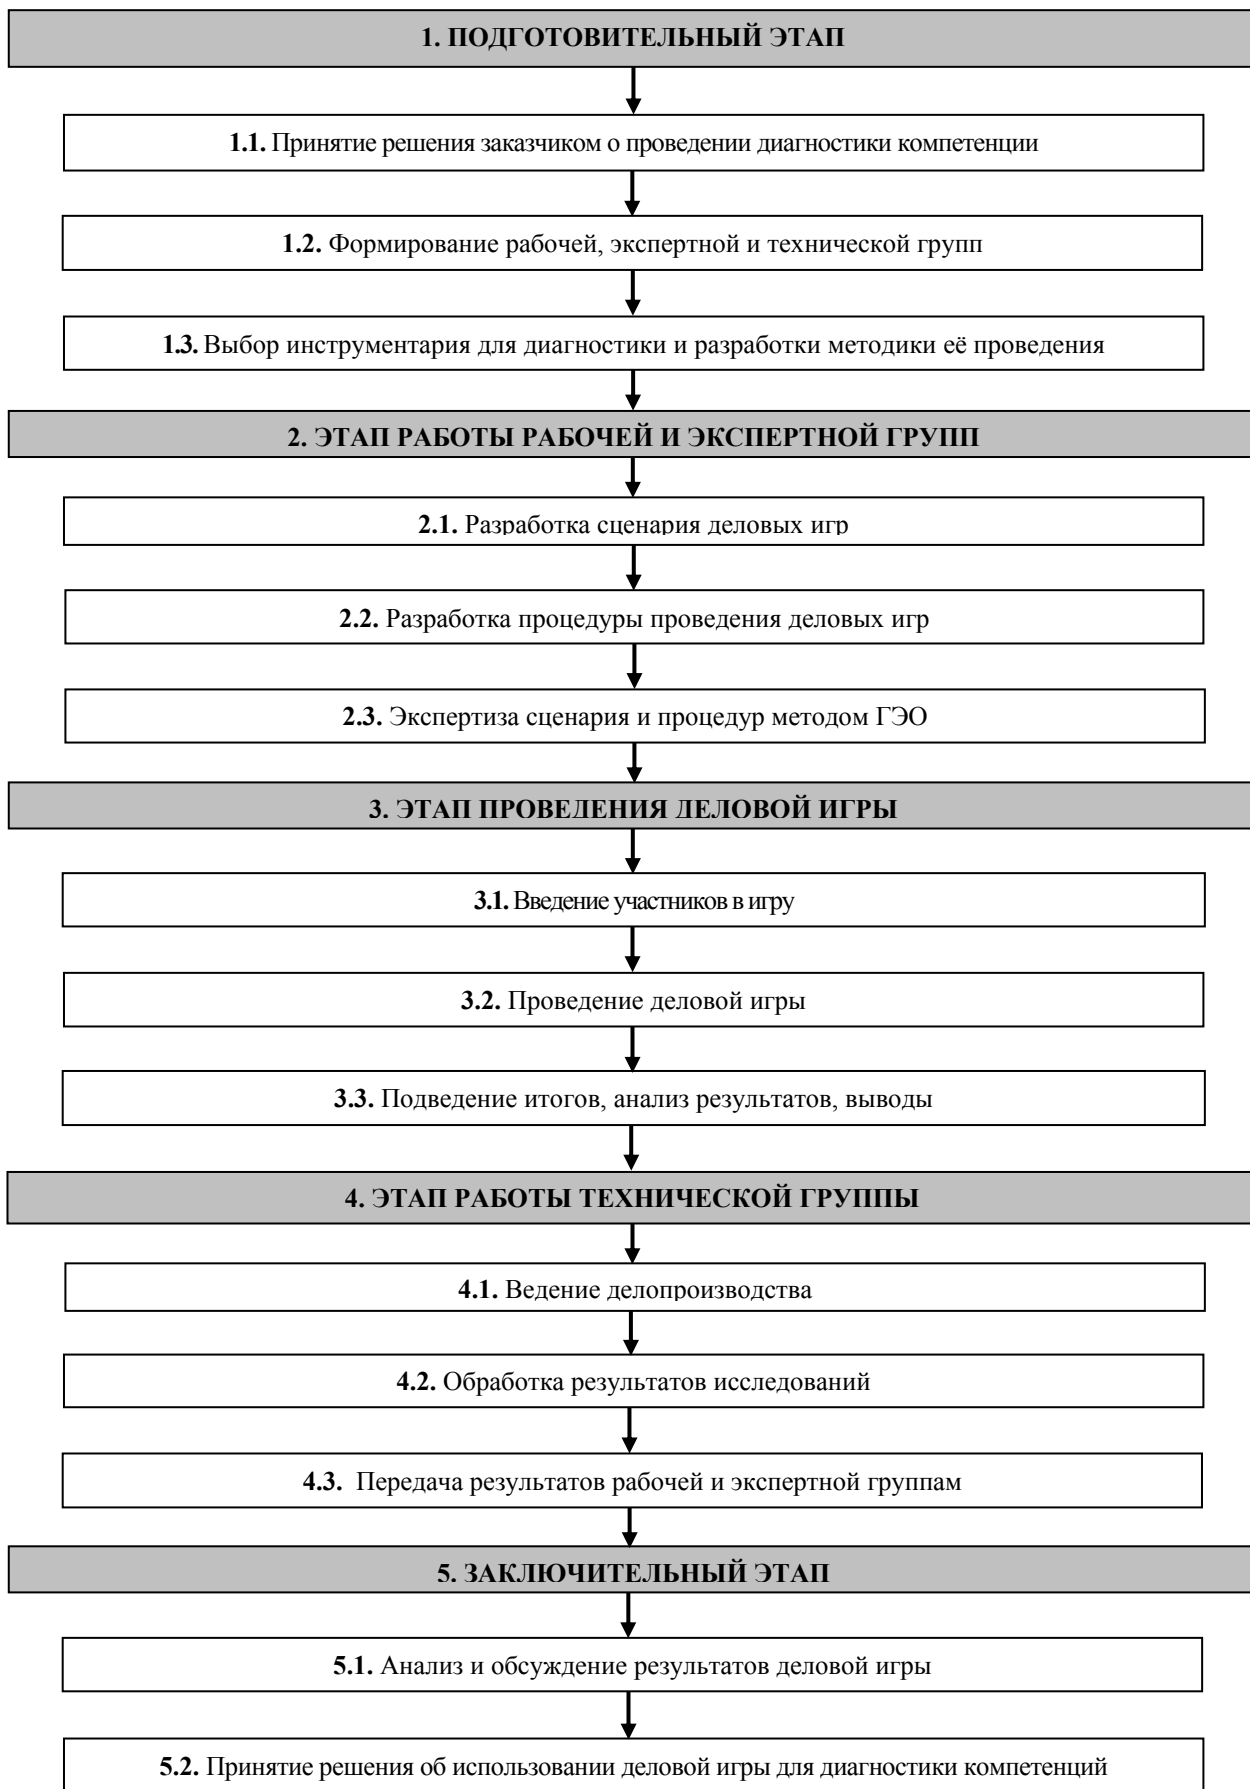 1. ПОДГОТОВИТЕЛЬНЫЙ ЭТАП
1.1. Принятие решения заказчиком о проведении диагностики компетенции
1.2. Формирование рабочей, экспертной и технической групп
1.3. Выбор инструментария для диагностики и разработки методики её проведения
2. ЭТАП РАБОТЫ РАБОЧЕЙ И ЭКСПЕРТНОЙ ГРУПП
2.1. Разработка сценария деловых игр
2.2. Разработка процедуры проведения деловых игр
2.3. Экспертиза сценария и процедур методом ГЭО
3. ЭТАП ПРОВЕДЕНИЯ ДЕЛОВОЙ ИГРЫ
3.1. Введение участников в игру
3.2. Проведение деловой игры
3.3. Подведение итогов, анализ результатов, выводы
4. ЭТАП РАБОТЫ ТЕХНИЧЕСКОЙ ГРУППЫ
4.1. Ведение делопроизводства
4.2. Обработка результатов исследований
4.3. Передача результатов рабочей и экспертной группам
5. ЗАКЛЮЧИТЕЛЬНЫЙ ЭТАП
5.1. Анализ и обсуждение результатов деловой игры
5.2. Принятие решения об использовании деловой игры для диагностики компетенций